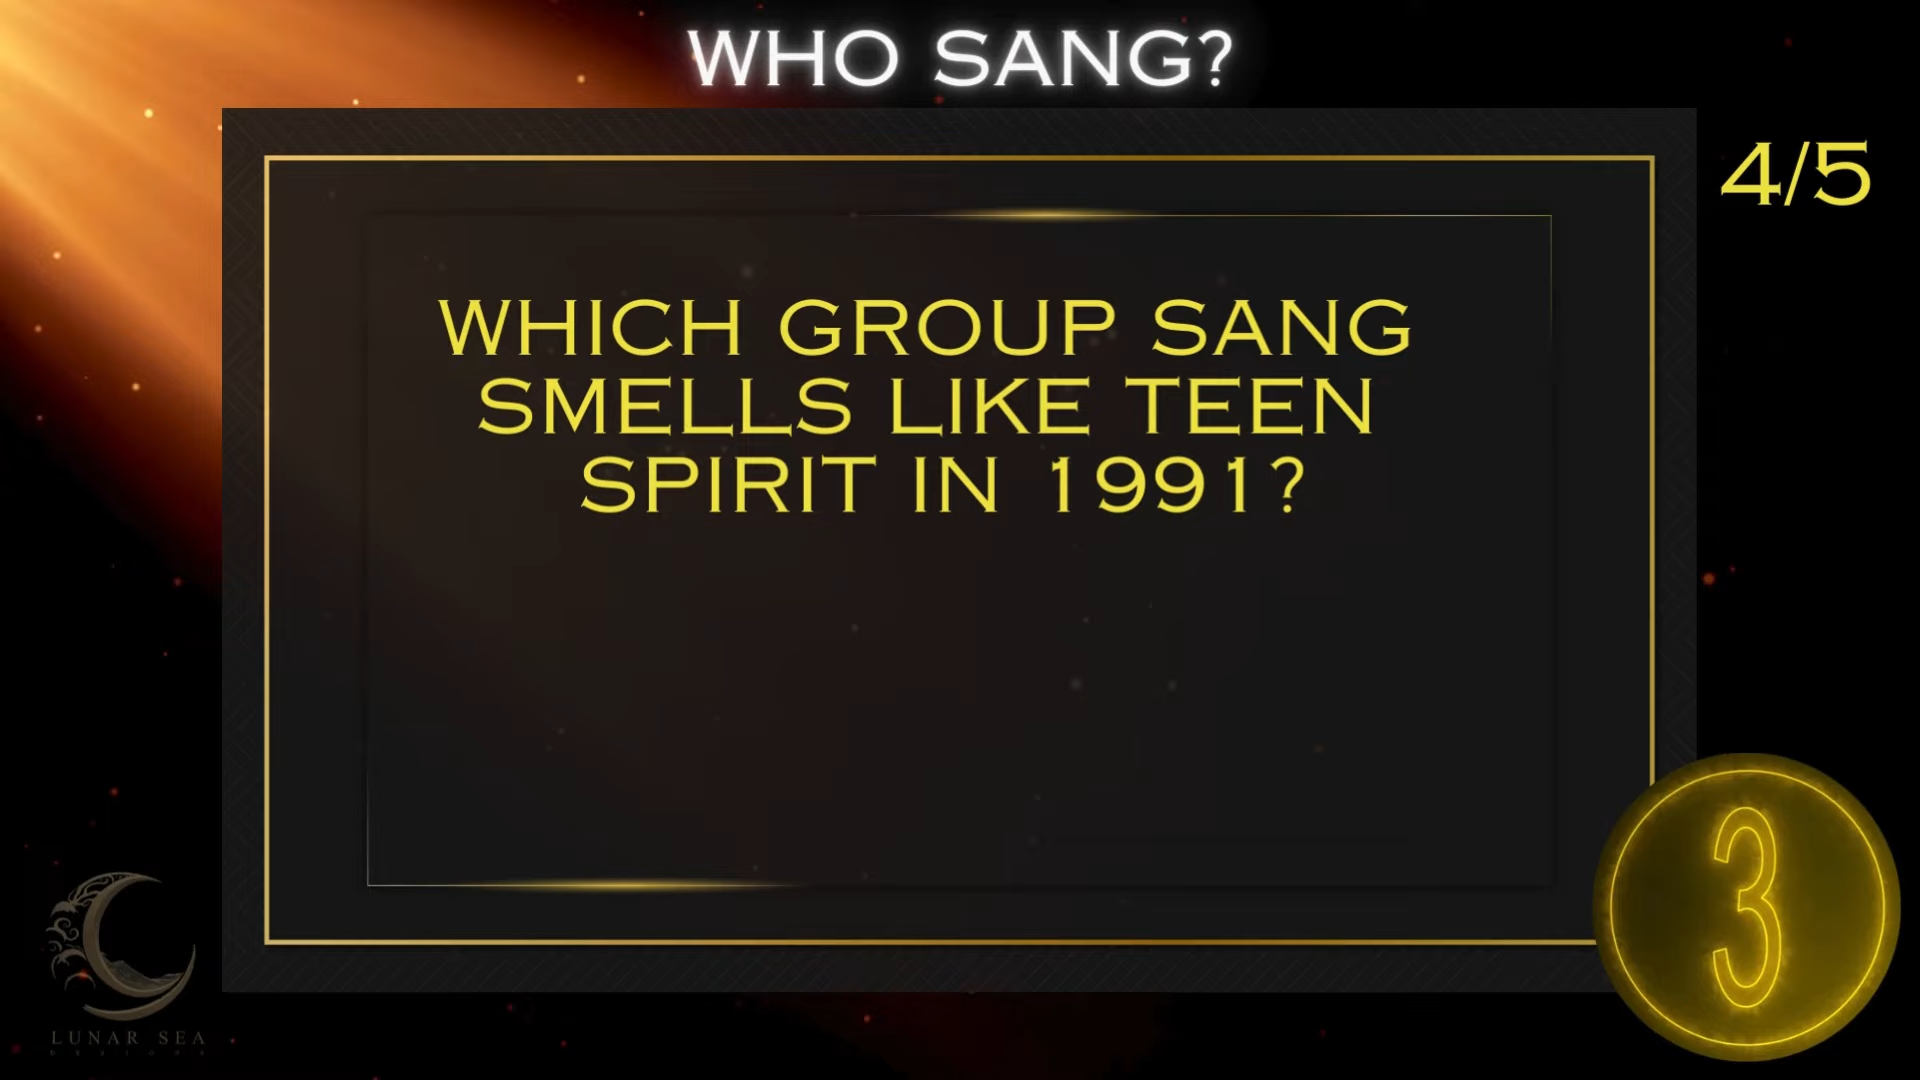 WHO SANG?
4/5
WHICH GROUP SANG
SMELLS LIKE TEEN
SPIRIT IN 1991?
3
LUNAR SEA